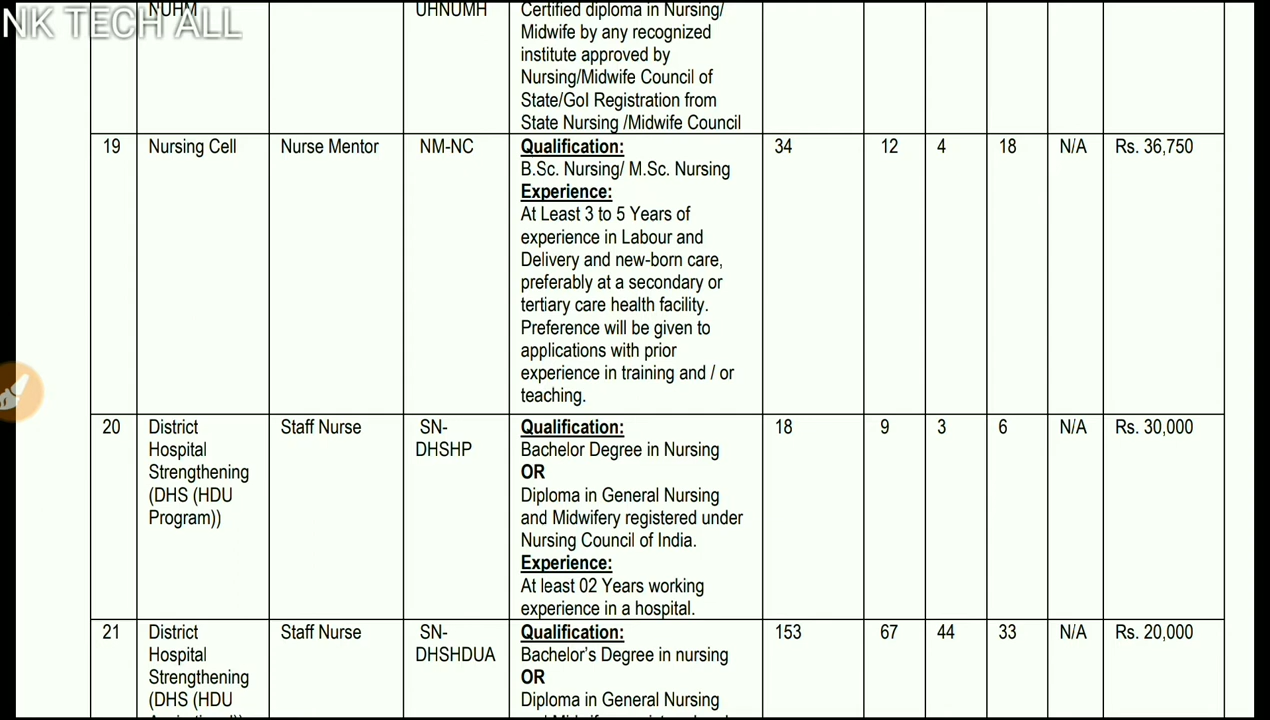 NUHM
UHNUMH
Certified diploma in Nursing/
Midwife by any recognized
institute approved by
Nursing/Midwife Council of
State/GoI Registration from
State Nursing /Midwife Council
NK TECH ALL
19
Nursing Cell
Nurse Mentor
NM-NC
Qualification:
B.Sc. Nursing/ M.Sc. Nursing
Experience:
At Least 3 to 5 Years of
experience in Labour and
Delivery and new-born care,
preferably at a secondary or
tertiary care health facility.
Preference will be given to
applications with prior
experience in training and / or
teaching.
34
12
4
18
N/A
Rs. 36,750
20
District
Hospital
Strengthening
(DHS (HDU
Program))
Staff Nurse
SN-
DHSHP
Qualification:
Bachelor Degree in Nursing
OR
Diploma in General Nursing
and Midwifery registered under
Nursing Council of India.
Experience:
At least 02 Years working
experience in a hospital.
18
9
3
6
N/A
Rs. 30,000
21
District
Hospital
Strengthening
(DHS (HDU
Staff Nurse
SN-
DHSHDUA
Qualification:
Bachelor's Degree in nursing
OR
Diploma in General Nursing
153
67
44
33
N/A
Rs. 20,000